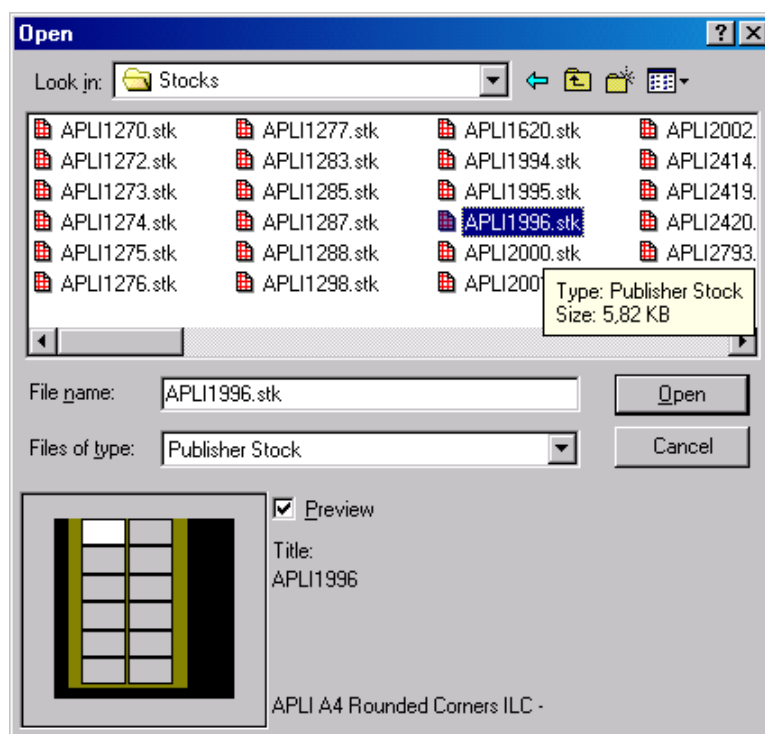 Open
Look in: Stocks
APLI1270.stk APLI1277.stk APLI1620.stk APLI2002.
APLI1272.stk APLI1283.stk APLI1994.stk APLI2414.
APLI1273.stk APLI1285.stk APLI1995.stk APLI2419.
APLI1274.stk APLI1287.stk APLI1996.stk APLI2420.
APLI1275.stk APLI1288.stk APLI2000.stk APLI2793.
APLI1276.stk APLI1298.stk APLI200
Type: Publisher Stock
Size: 5,82 KB
File name: APLI1996.stk Open
Files of type: Publisher Stock Cancel
Preview
Title:
APLI1996
APLI A4 Rounded Corners ILC -